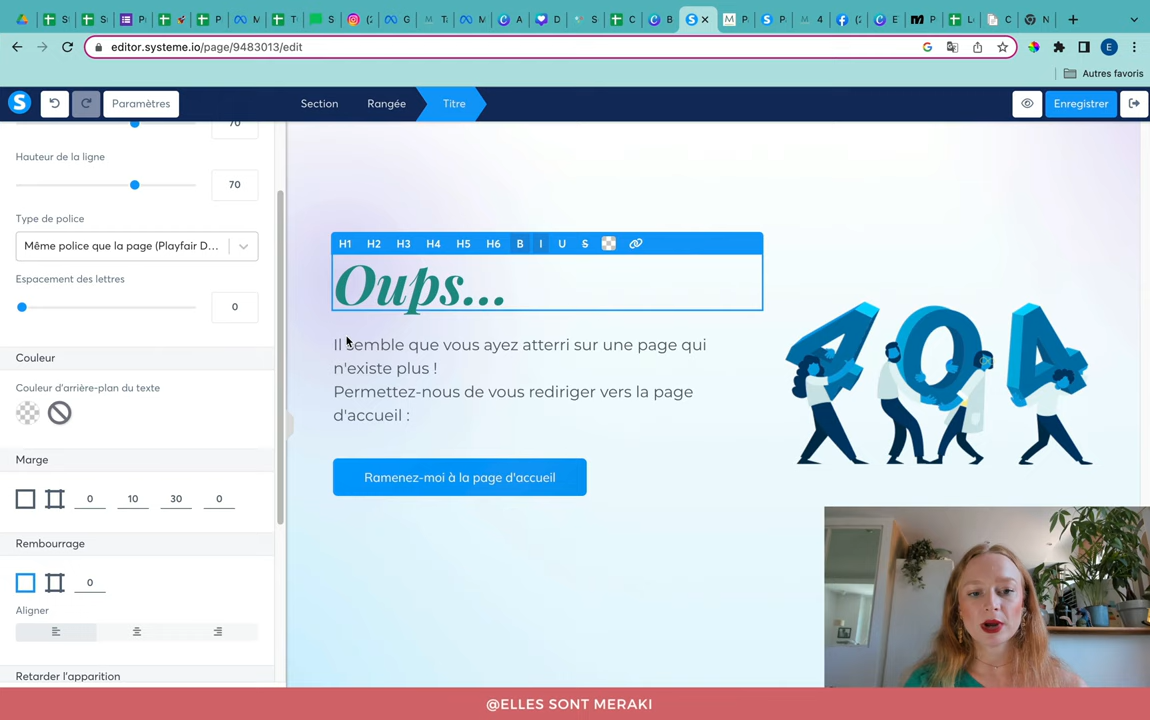 S
S
P
P
M
T
S
(
G
T
M
A
D
S
C
B
P
P
4
(
E
P
L
C
N
editor.systeme.io/page/9483013/edit
E
Autres favoris
S
Paramètres
Section
Rangée
Titre
Enregistrer
70
Hauteur de la ligne
70
Type de police
Même police que la page (Playfair D...
Espacement des lettres
0
Couleur
Couleur d'arrière-plan du texte
Marge
0 10 30 0
Rembourrage
0
Aligner
Retarder l'apparition
H1 H2 H3 H4 H5 H6 B I U S
Oups...
Il semble que vous ayez atterri sur une page qui
n'existe plus !
Permettez-nous de vous rediriger vers la page
d'accueil :
Ramenez-moi à la page d'accueil
404
@ELLES SONT MERAKI